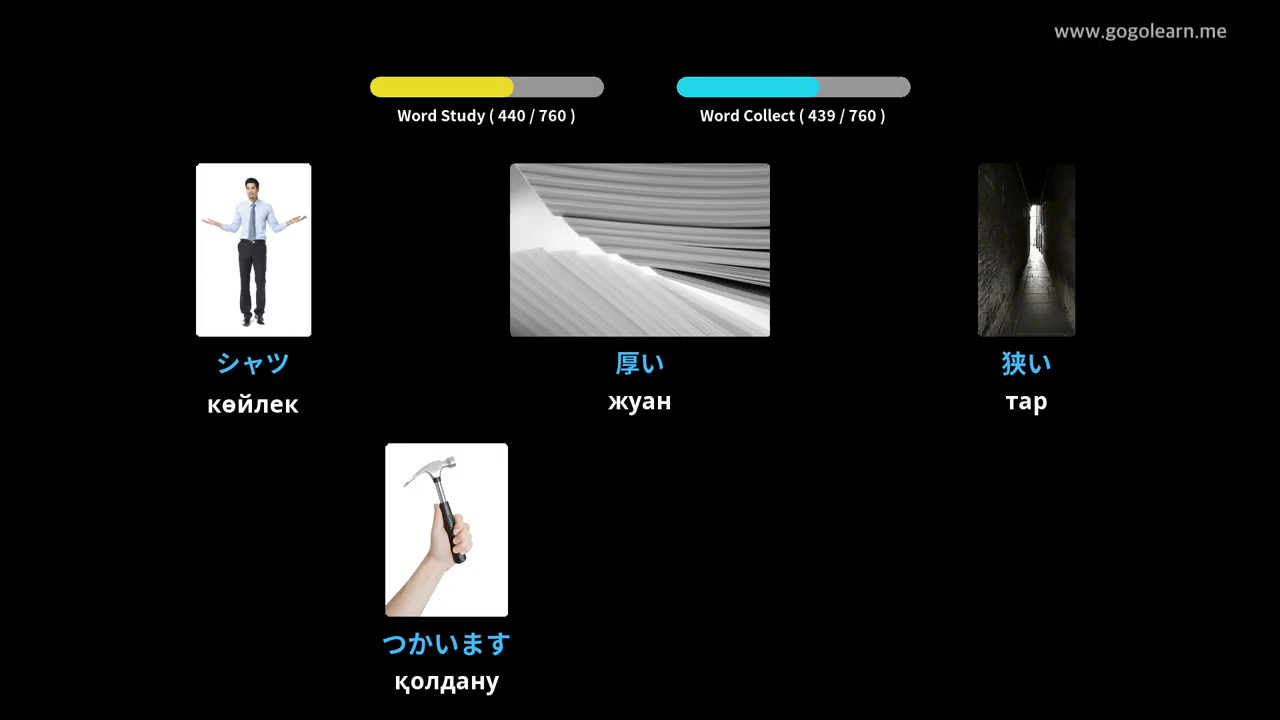 www.gogolearn.me
Word Study ( 440 / 760 )
Word Collect ( 439 / 760 )
シャツ
көйлек
厚い
жуан
狭い
тар
つかいます
қолдану